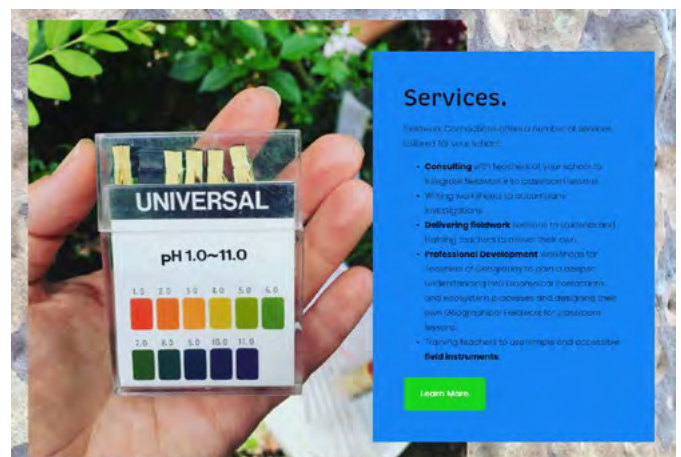 UNIVERSAL
pH 1.0~11.0
1.0 2.0 3.0 4.0 5.0 6.0
7.0 8.0 9.0 10.0 11.0
Services.
Fieldwork Connections offers a number of services
tailored for your school:
Consulting with teachers at your school to
integrate fieldwork into classroom
Writing worksheets to accompany
investigations
Delivering fieldwork sessions to students and
training teachers to deliver their own
Professional Development workshops for
Teachers of Geography to gain a deeper
understanding into biophysical
and ecosystem processes and designing their
own Geographical Fieldwork for classroom
lessons.
Training teachers to use simple and accessible
field instruments.
Learn More